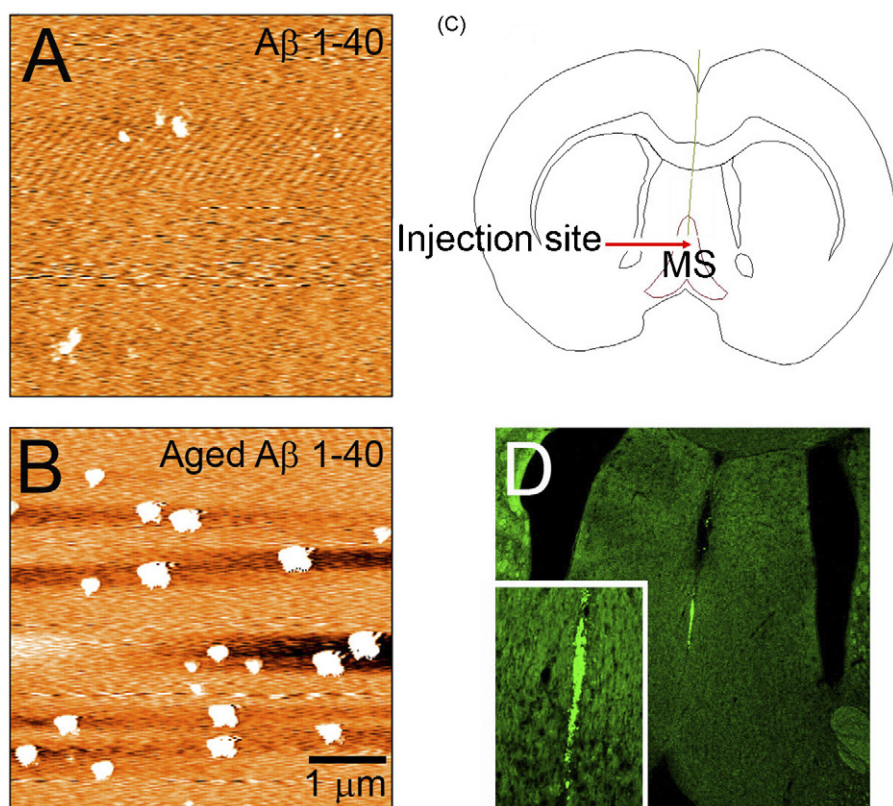 A
Aβ 1-40
(C)
Injection site
MS
B
Aged Aβ 1-40
1 μm
D